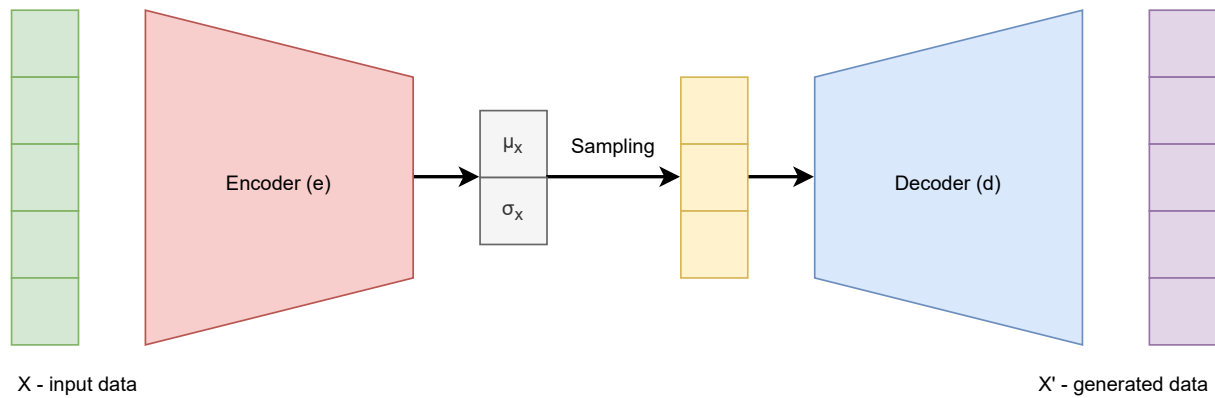 μx
Sampling
Encoder (e)
Decoder (d)
σx
X - input data
X' - generated data